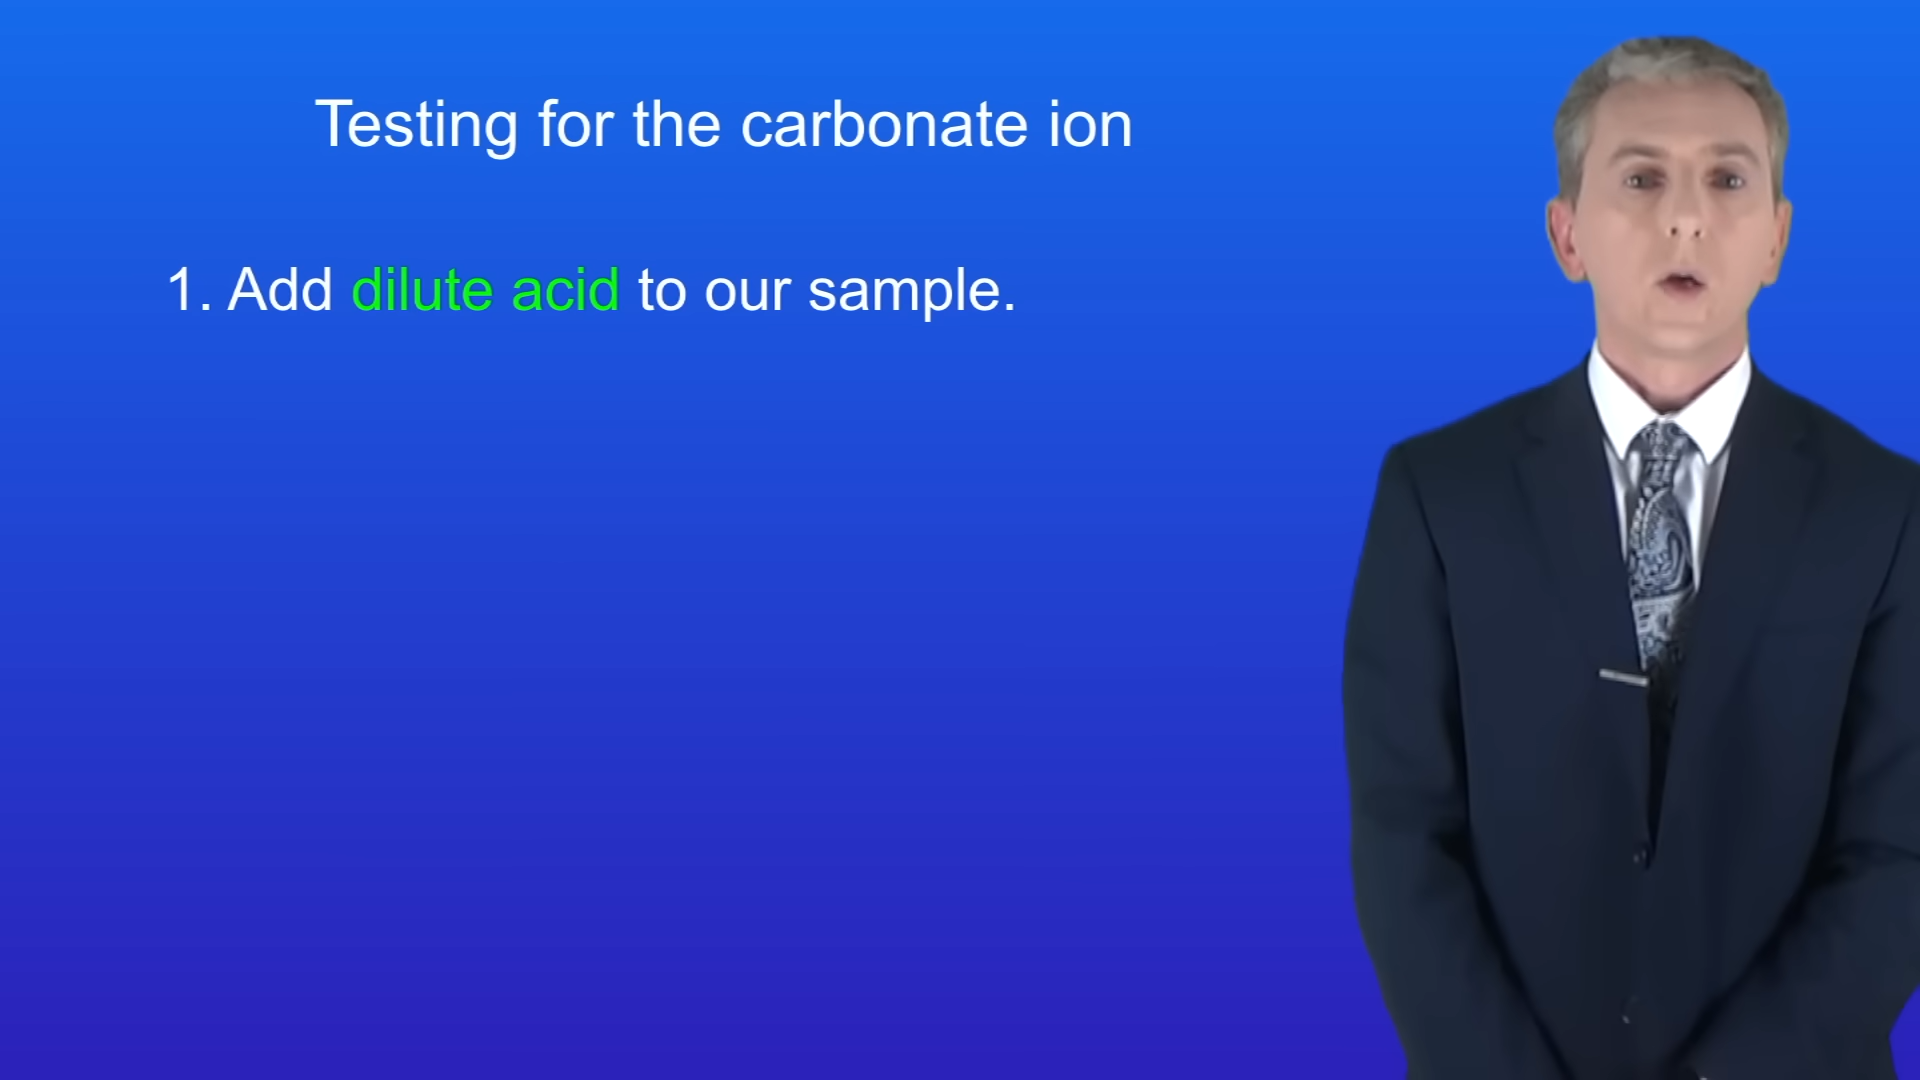 Testing for the carbonate ion
1. Add dilute acid to our sample.